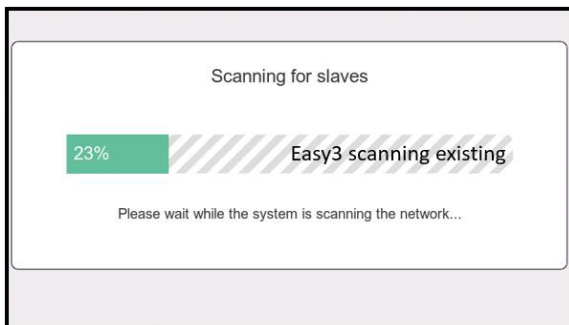 Scanning for slaves
23% Easy3 scanning existing
Please wait while the system is scanning the network...